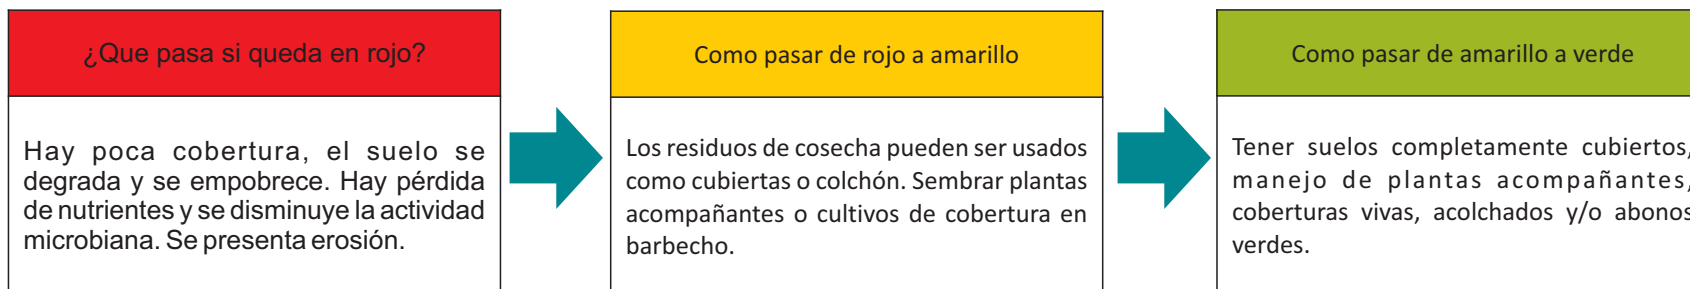 ¿Que pasa si queda en rojo?
Hay poca cobertura, el suelo se
degrada y se empobrece. Hay pérdida
de nutrientes y se disminuye la actividad
microbiana. Se presenta erosión.
Como pasar de rojo a amarillo
Los residuos de cosecha pueden ser usados
como cubiertas o colchón. Sembrar plantas
acompañantes o cultivos de cobertura en
barbecho.
Como pasar de amarillo a verde
Tener suelos completamente cubiertos,
manejo de plantas acompañantes,
coberturas vivas, acolchados y/o abonos
verdes.